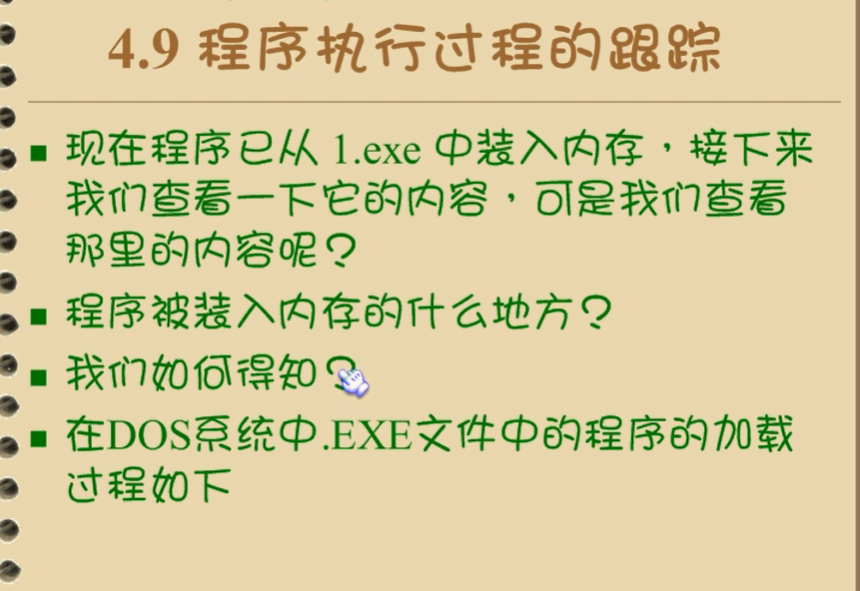 4.9 程序执行过程的跟踪
■ 现在程序已从 1.exe 中装入内存，接下来
我们查看一下它的内容，可是我们查看
那里的内容呢？
■ 程序被装入内存的什么地方？
■ 我们如何得知？
■ 在DOS系统中.EXE文件中的程序的加载
过程如下